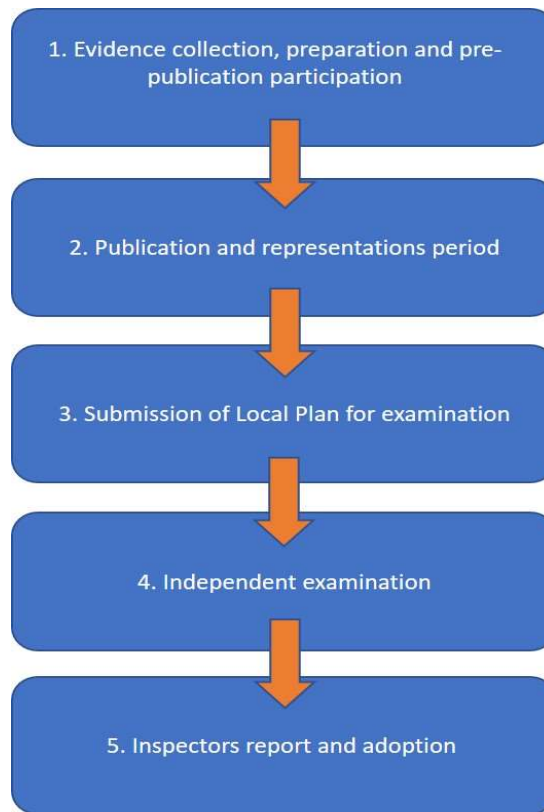 1. Evidence collection, preparation and pre-
publication participation
2. Publication and representations period
3. Submission of Local Plan for examination
4. Independent examination
5. Inspectors report and adoption